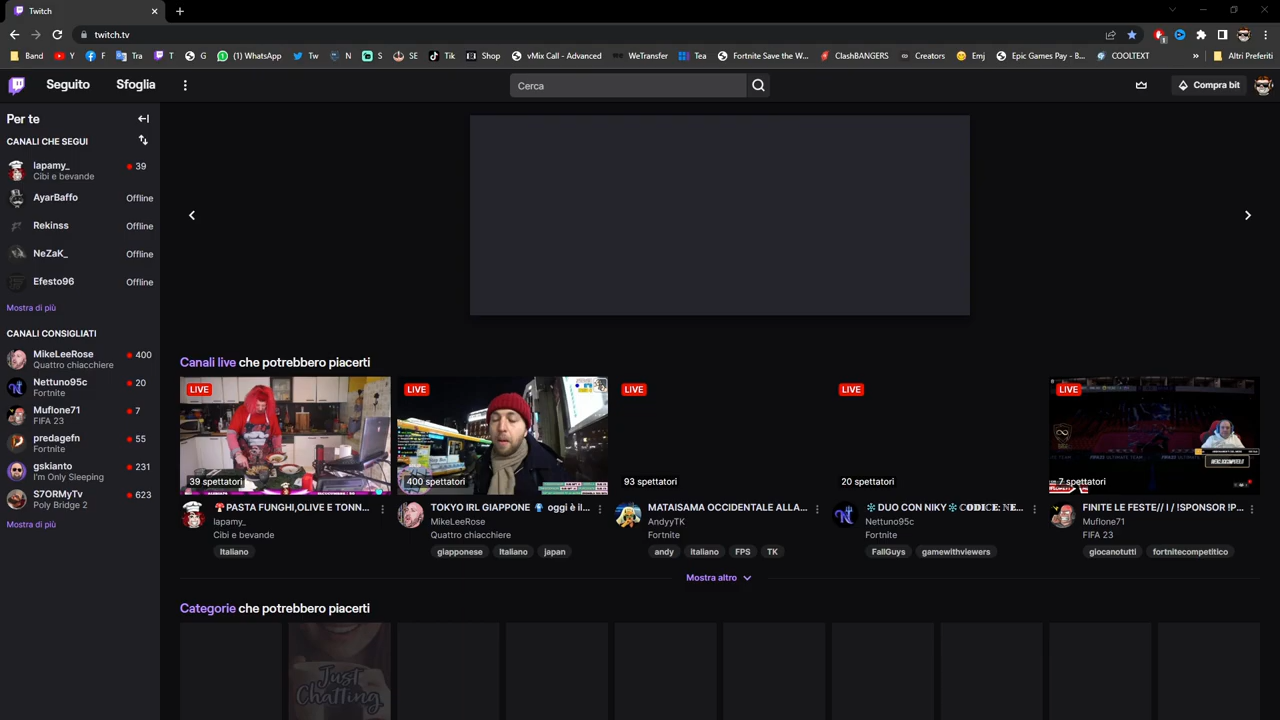 Twitch
twitch.tv
Band Y F Tra T G WhatsApp Tw N S SE Tik Shop vMix Call - Advanced WeTransfer Tea Fortnite Save the W... ClashBANGERS Creators Emj Epic Games Pay - B... COOLTEXT » Altri Preferiti
Seguito Sfoglia Cerca Compra bit
Per te
CANALI CHE SEGUI
lapamy_ 39
Cibi e bevande
AyarBaffo Offline
Rekinss Offline
NeZaK_ Offline
Efesto96 Offline
Mostra di più
CANALI CONSIGLIATI
MikeLeeRose 400
Quattro chiacchiere
Nettuno95c 20
Fortnite
Muflone71 7
FIFA 23
predagefn 55
Fortnite
gskianto 231
I'm Only Sleeping
S7ORMyTv 623
Poly Bridge 2
Mostra di più
Canali live che potrebbero piacerti
LIVE LIVE LIVE LIVE LIVE
39 spettatori 400 spettatori 93 spettatori 20 spettatori 7 spettatori
🍄PASTA FUNGHI,OLIVE E TONN...
lapamy_
Cibi e bevande
Italiano
TOKYO IRL GIAPPONE 👘 oggi è il...
MikeLeeRose
Quattro chiacchiere
giapponese Italiano japan
MATAISAMA OCCIDENTALE ALLA...
AndyyTK
Fortnite
andy Italiano FPS TK
❄ DUO CON NIKY❄ 𝐂𝐎𝐃𝐈𝐂𝐄: 𝐍𝐄...
Nettuno95c
Fortnite
FallGuys gamewithviewers
FINITE LE FESTE// I / !SPONSOR !P...
Muflone71
FIFA 23
giocanotutti fortnitecompetitico
Mostra altro
Categorie che potrebbero piacerti
Just
Chatting